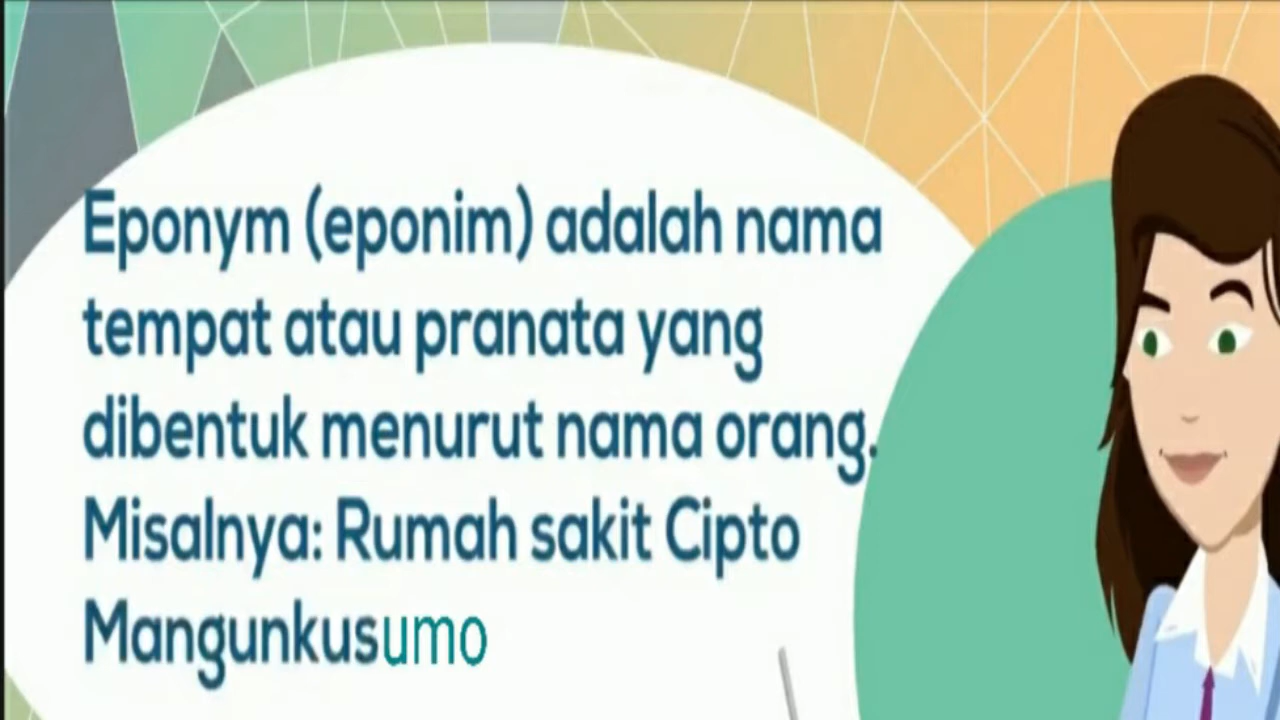 Eponym (eponim) adalah nama
tempat atau pranata yang
dibentuk menurut nama orang.
Misalnya: Rumah sakit Cipto
Mangunkusumo